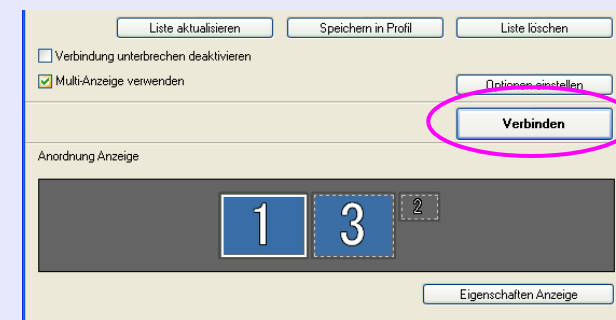 Liste aktualisieren Speichern in Profil Liste löschen
Verbindung unterbrechen deaktivieren
Multi-Anzeige verwenden Optionen einstellen
Verbinden
Anordnung Anzeige
1 3 2
Eigenschaften Anzeige